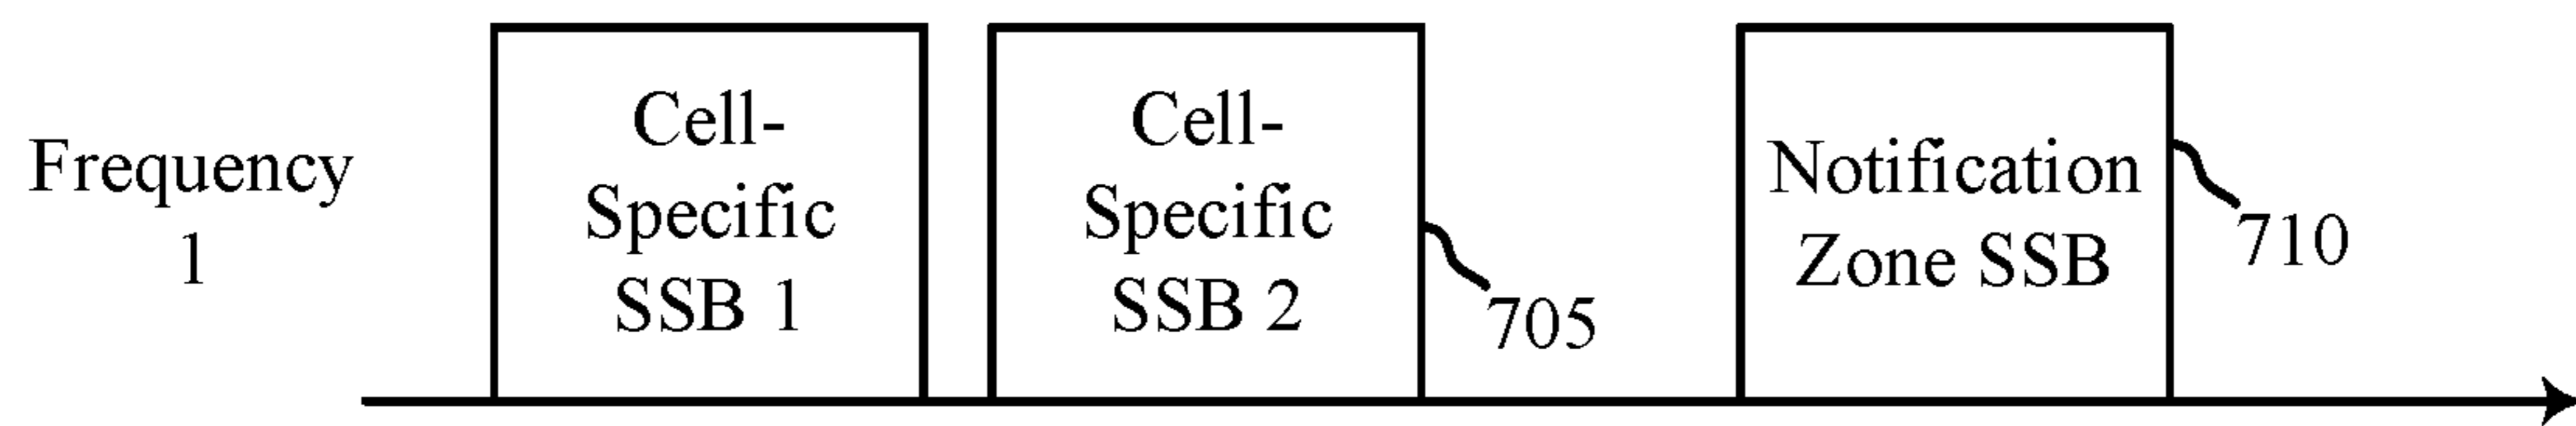 Frequency
1
Cell-
Specific
SSB 1
Cell-
Specific
SSB 2
705
Notification
Zone SSB
710